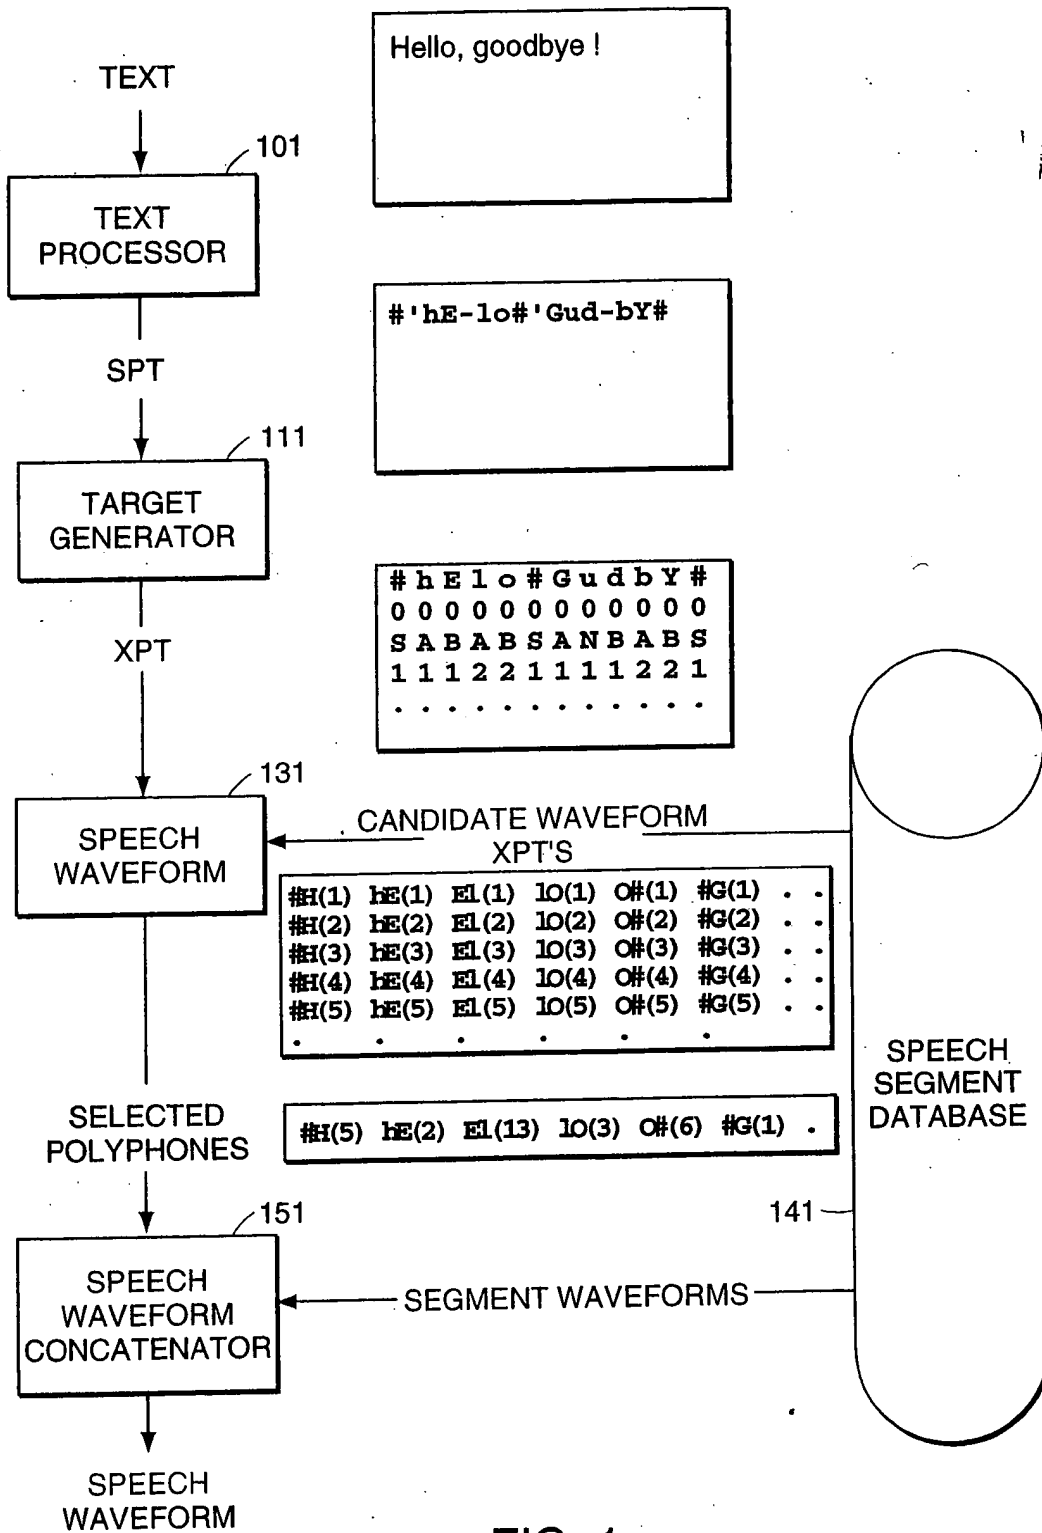 Hello, goodbye !
TEXT
101
TEXT
PROCESSOR
#'hE-lo#'Gud-bY#
SPT
111
TARGET
GENERATOR
# h E l o # G u d b Y #
0 0 0 0 0 0 0 0 0 0 0 0
S A B A B S A N B A B S
1 1 1 2 2 1 1 1 1 2 2 1
. . . . . . . . . . . .
XPT
131
SPEECH
WAVEFORM
CANDIDATE WAVEFORM
XPT'S
#H(1) hE(1) El(1) lO(1) O#(1) #G(1) . .
#H(2) hE(2) El(2) lO(2) O#(2) #G(2) . .
#H(3) hE(3) El(3) lO(3) O#(3) #G(3) . .
#H(4) hE(4) El(4) lO(4) O#(4) #G(4) . .
#H(5) hE(5) El(5) lO(5) O#(5) #G(5) . .
. . . . . .
SPEECH
SEGMENT
DATABASE
SELECTED
POLYPHONES
#H(5) hE(2) El(13) lO(3) O#(6) #G(1) .
141
151
SPEECH
WAVEFORM
CONCATENATOR
SEGMENT WAVEFORMS
SPEECH
WAVEFORM